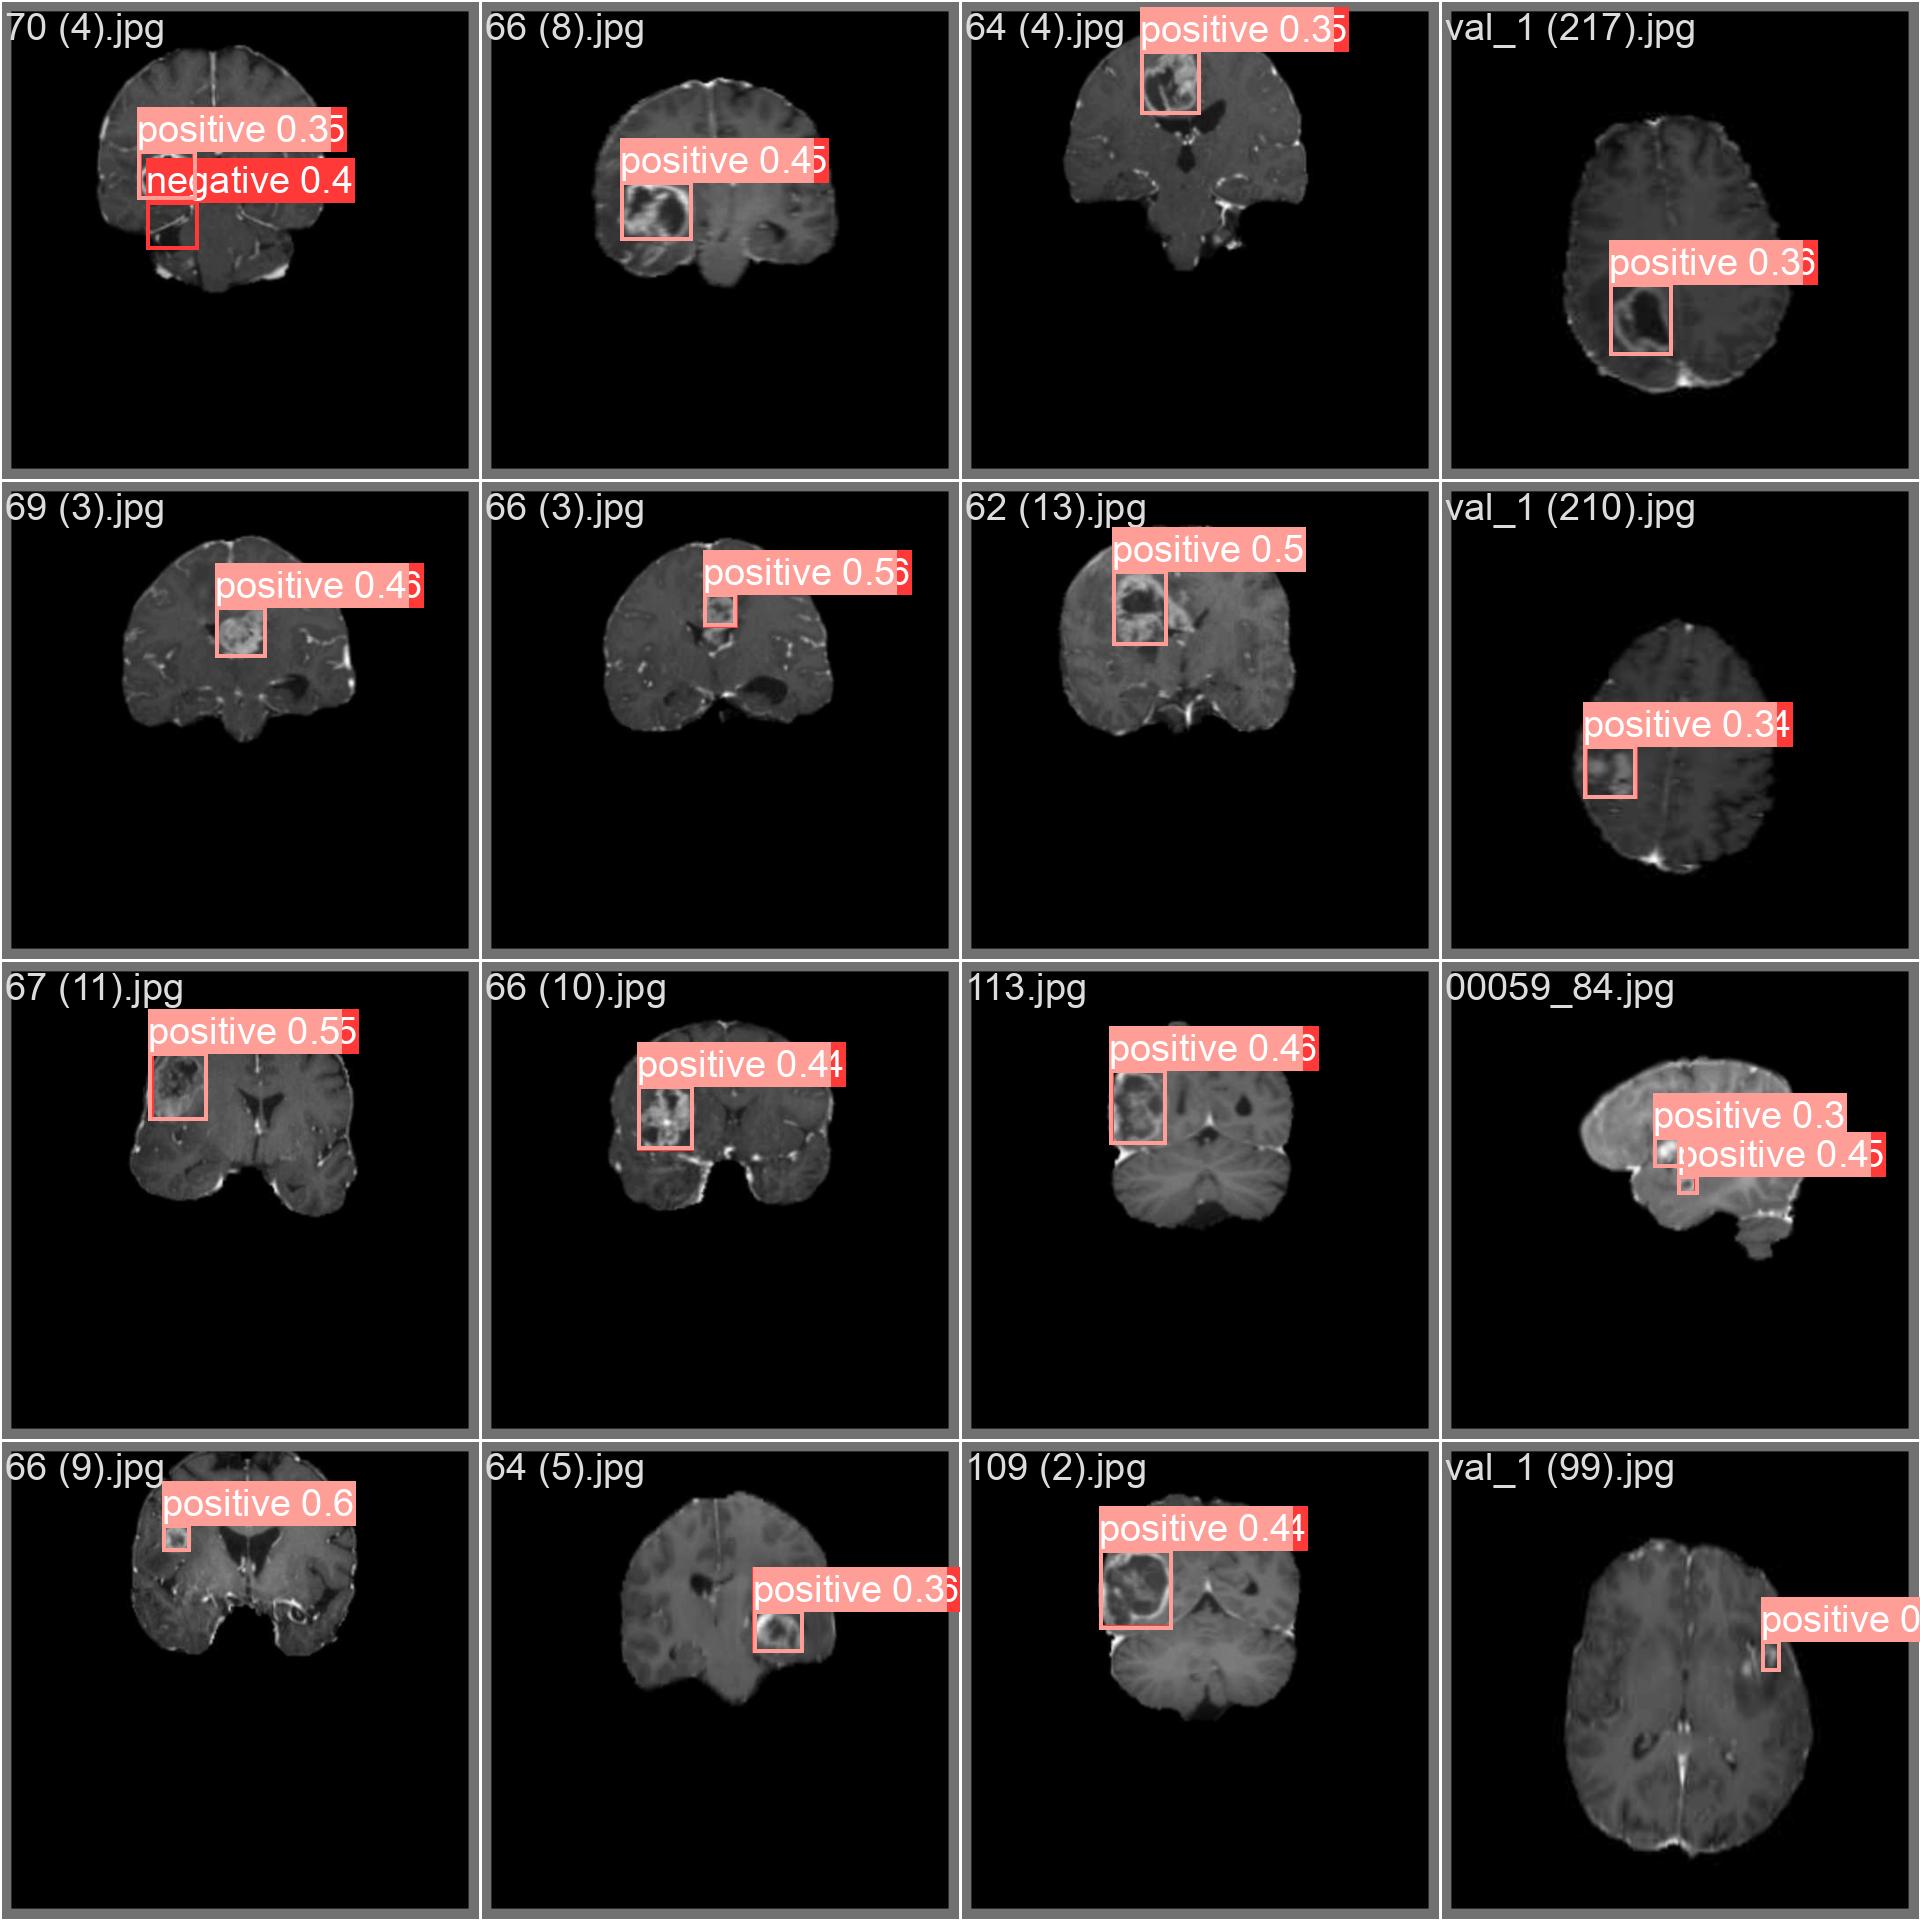 70 (4).jpg
positive 0.35
negative 0.4
66 (8).jpg
positive 0.45
64 (4).jpg
positive 0.35
val_1 (217).jpg
positive 0.36
69 (3).jpg
positive 0.46
66 (3).jpg
positive 0.56
62 (13).jpg
positive 0.5
val_1 (210).jpg
positive 0.34
67 (11).jpg
positive 0.55
66 (10).jpg
positive 0.44
113.jpg
positive 0.46
00059_84.jpg
positive 0.3
positive 0.45
66 (9).jpg
positive 0.6
64 (5).jpg
positive 0.36
109 (2).jpg
positive 0.44
val_1 (99).jpg
positive 0